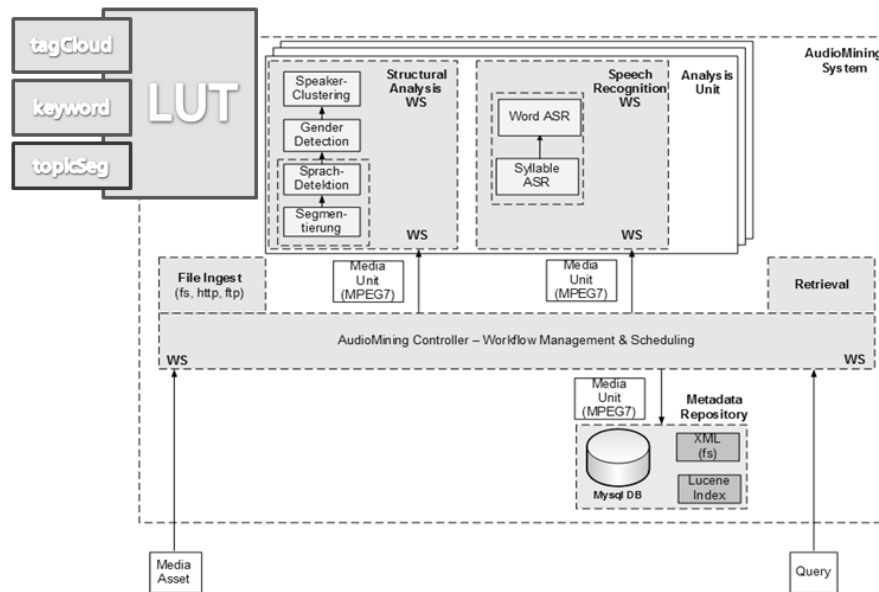 tagCloud
keyword
topicSeg
LUT
AudioMining
System
Speaker-
Clustering
Gender
Detection
Sprach-
Detektion
Segmen-
tierung
Structural
Analysis
WS
WS
Speech
Recognition
WS
Word ASR
Syllable
ASR
WS
Analysis
Unit
File Ingest
(fs, http, ftp)
Media
Unit
(MPEG7)
Media
Unit
(MPEG7)
Retrieval
AudioMining Controller – Workflow Management & Scheduling
WS
WS
Media
Unit
(MPEG7)
Metadata
Repository
Mysql DB
XML
(fs)
Lucene
Index
Media
Asset
Query